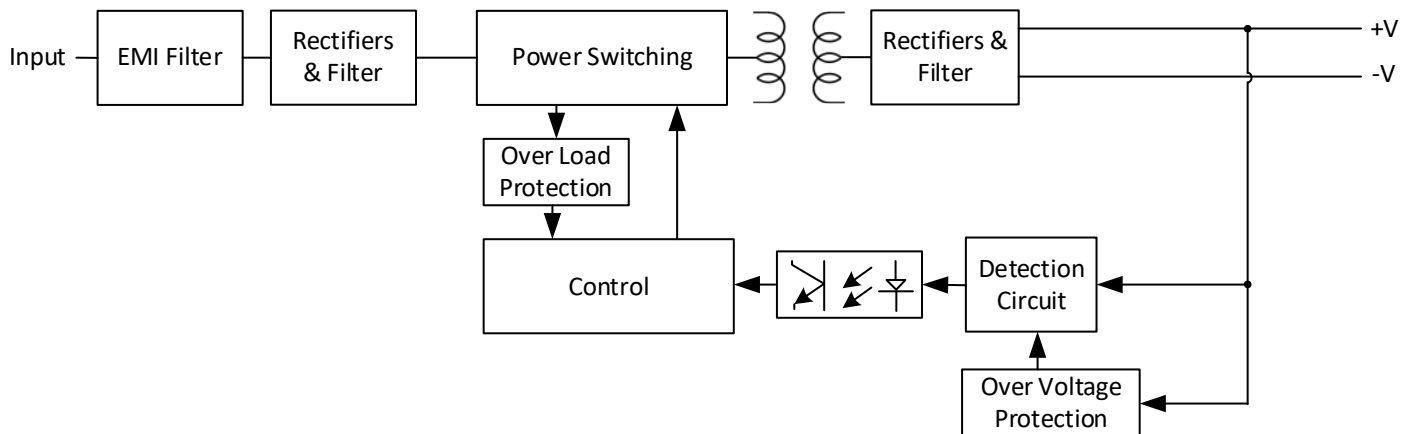 Input
EMI Filter
Rectifiers
& Filter
Power Switching
Rectifiers &
Filter
+V
-V
Over Load
Protection
Control
Detection
Circuit
Over Voltage
Protection